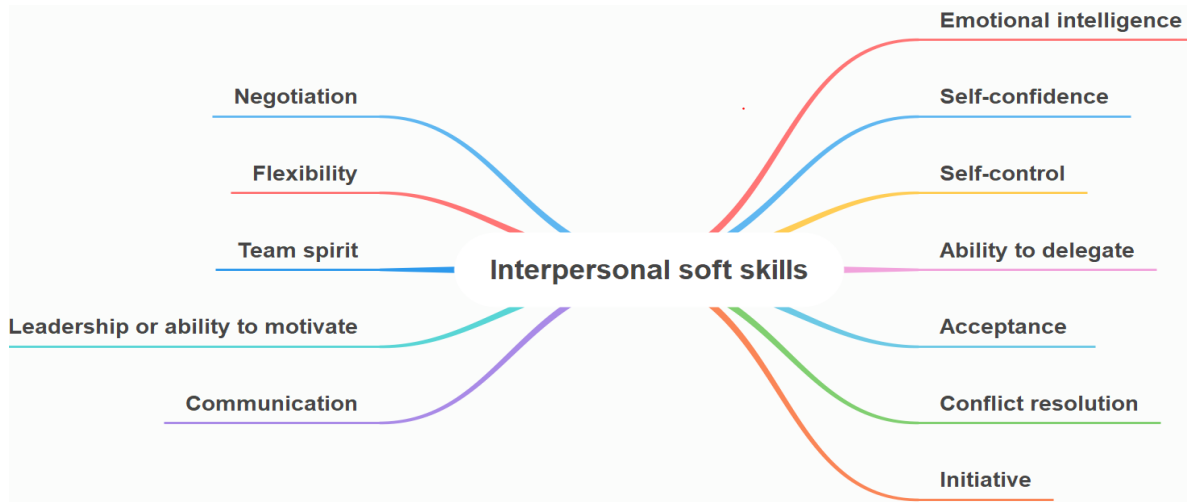 Interpersonal soft skills
Negotiation
Flexibility
Team spirit
Leadership or ability to motivate
Communication
Emotional intelligence
Self-confidence
Self-control
Ability to delegate
Acceptance
Conflict resolution
Initiative